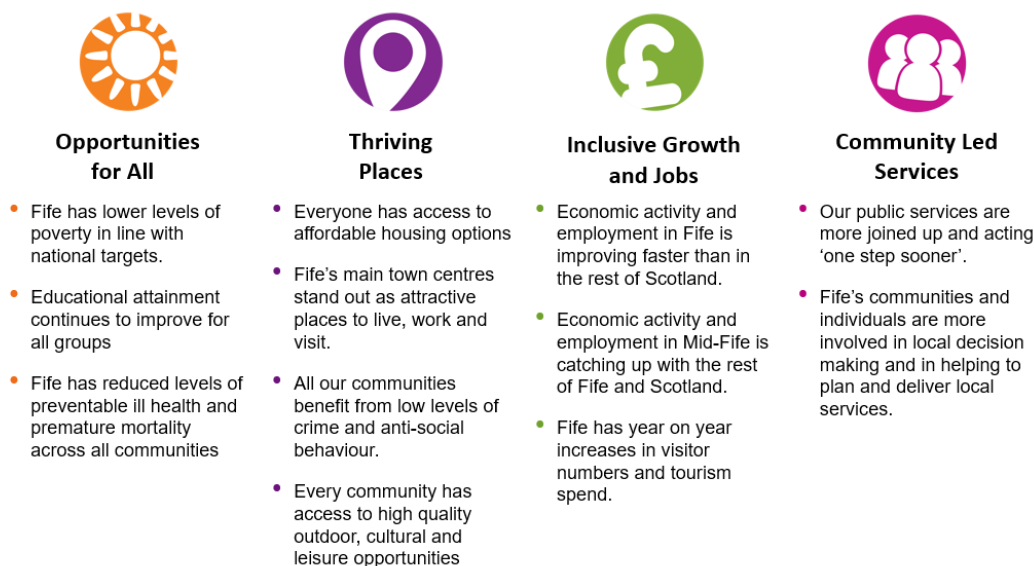 Opportunities
for All
• Fife has lower levels of
poverty in line with
national targets.
• Educational attainment
continues to improve for
all groups
• Fife has reduced levels of
preventable ill health and
premature mortality
across all communities
Thriving
Places
• Everyone has access to
affordable housing options
• Fife’s main town centres
stand out as attractive
places to live, work and
visit.
• All our communities
benefit from low levels of
crime and anti-social
behaviour.
• Every community has
access to high quality
outdoor, cultural and
leisure opportunities
£
Inclusive Growth
and Jobs
• Economic activity and
employment in Fife is
improving faster than in
the rest of Scotland.
• Economic activity and
employment in Mid-Fife is
catching up with the rest
of Fife and Scotland.
• Fife has year on year
increases in visitor
numbers and tourism
spend.
Community Led
Services
• Our public services are
more joined up and acting
‘one step sooner’.
• Fife’s communities and
individuals are more
involved in local decision
making and in helping to
plan and deliver local
services.